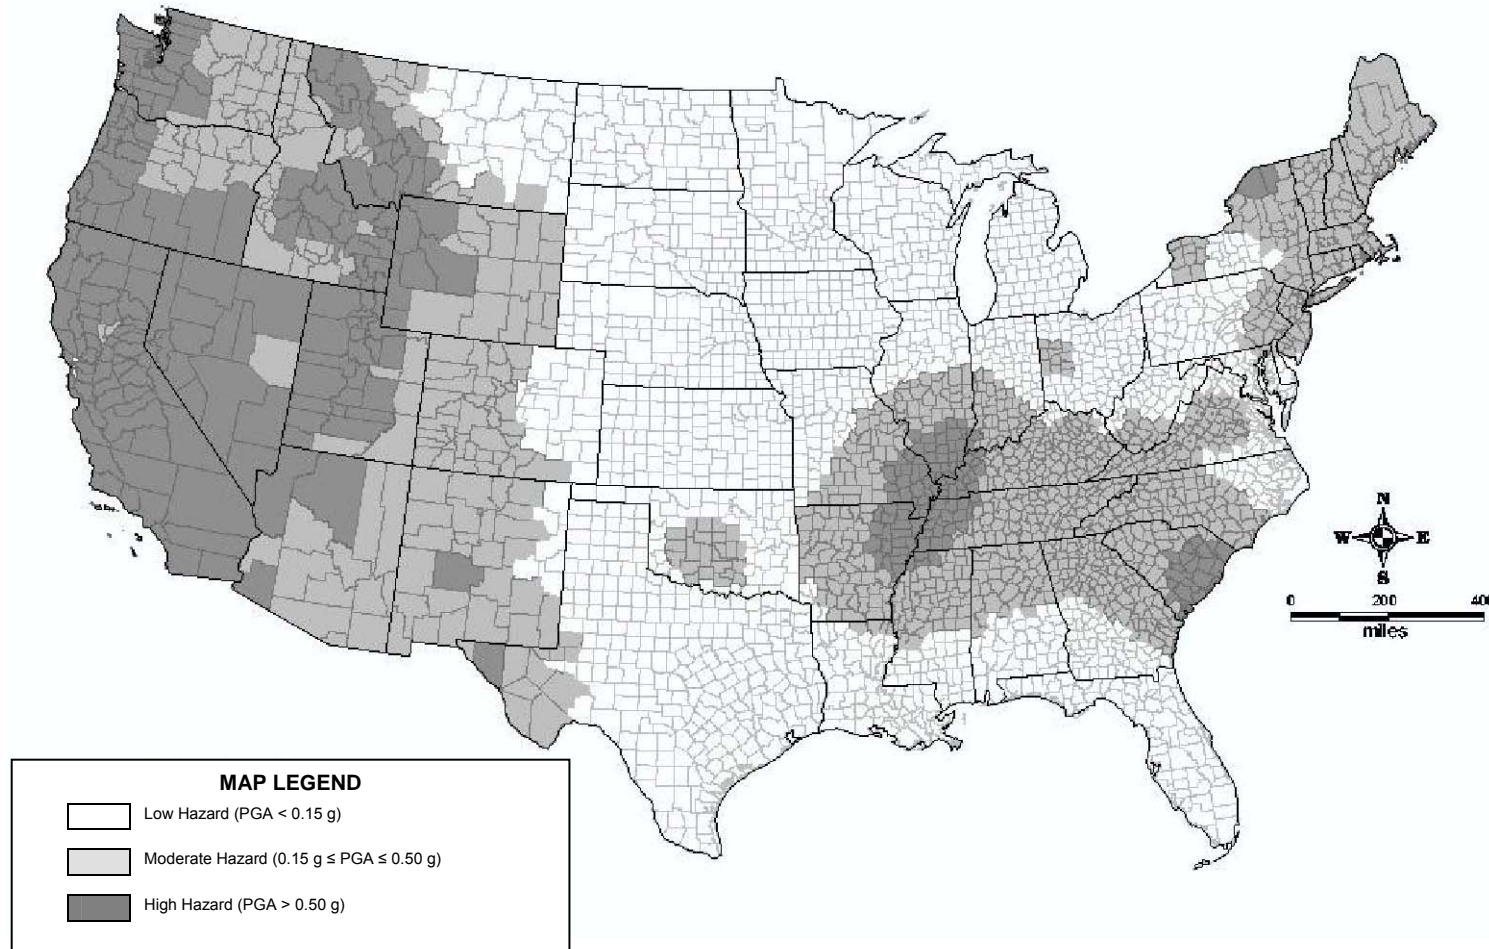 N
W E
S
0 200 400
miles
MAP LEGEND
Low Hazard (PGA < 0.15 g)
Moderate Hazard (0.15 g ≤ PGA ≤ 0.50 g)
High Hazard (PGA > 0.50 g)